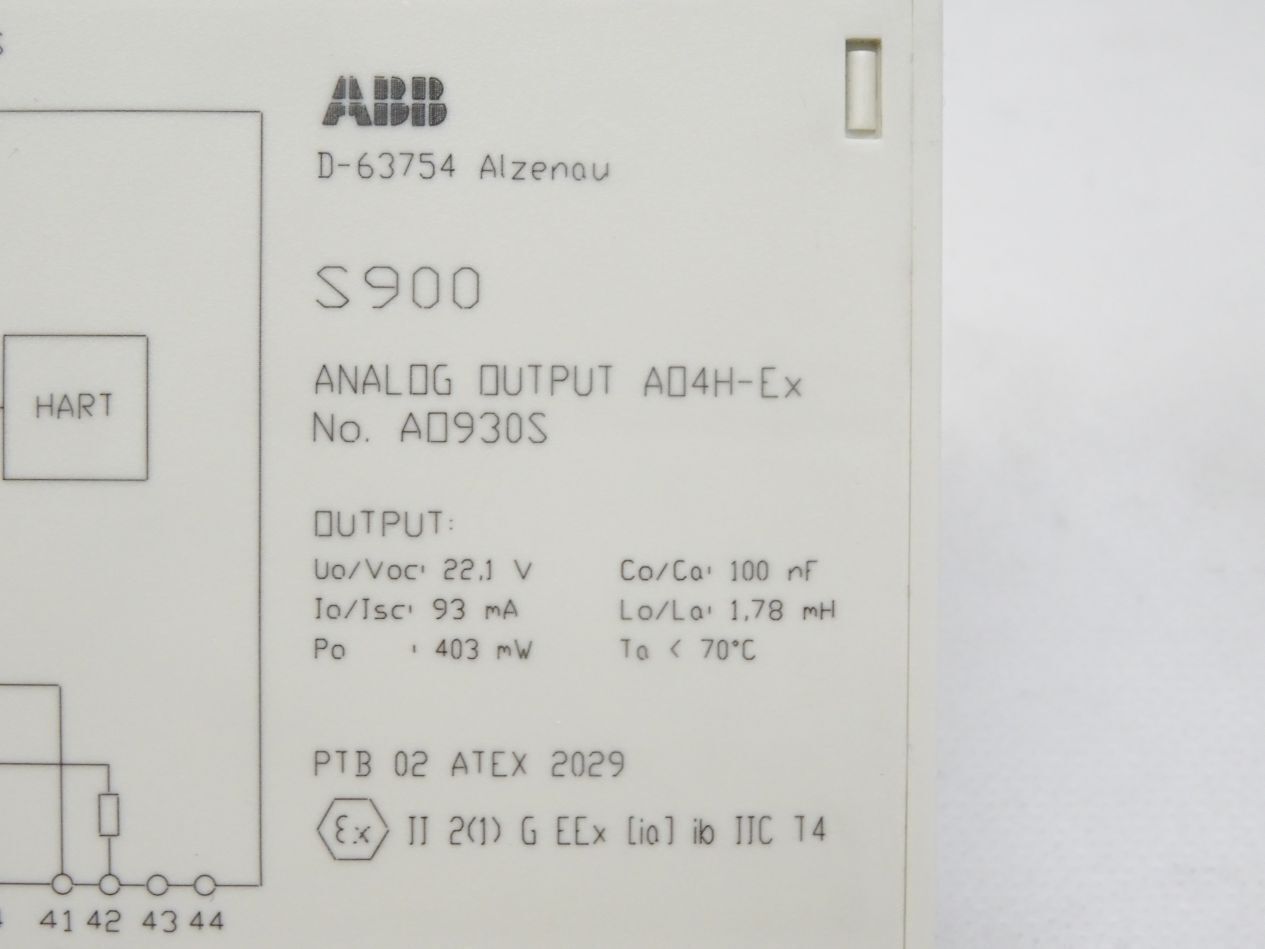 ABB
D-63754 Alzenau
S900
HART
ANALOG OUTPUT AO4H-Ex
No. AO930S
OUTPUT:
Uo/Voc: 22,1 V Co/Ca: 100 nF
Io/Isc: 93 mA Lo/La: 1,78 mH
Po : 403 mW Ta < 70°C
PTB 02 ATEX 2029
Ex II 2(1) G EEx [ia] ib IIC T4
41 42 43 44